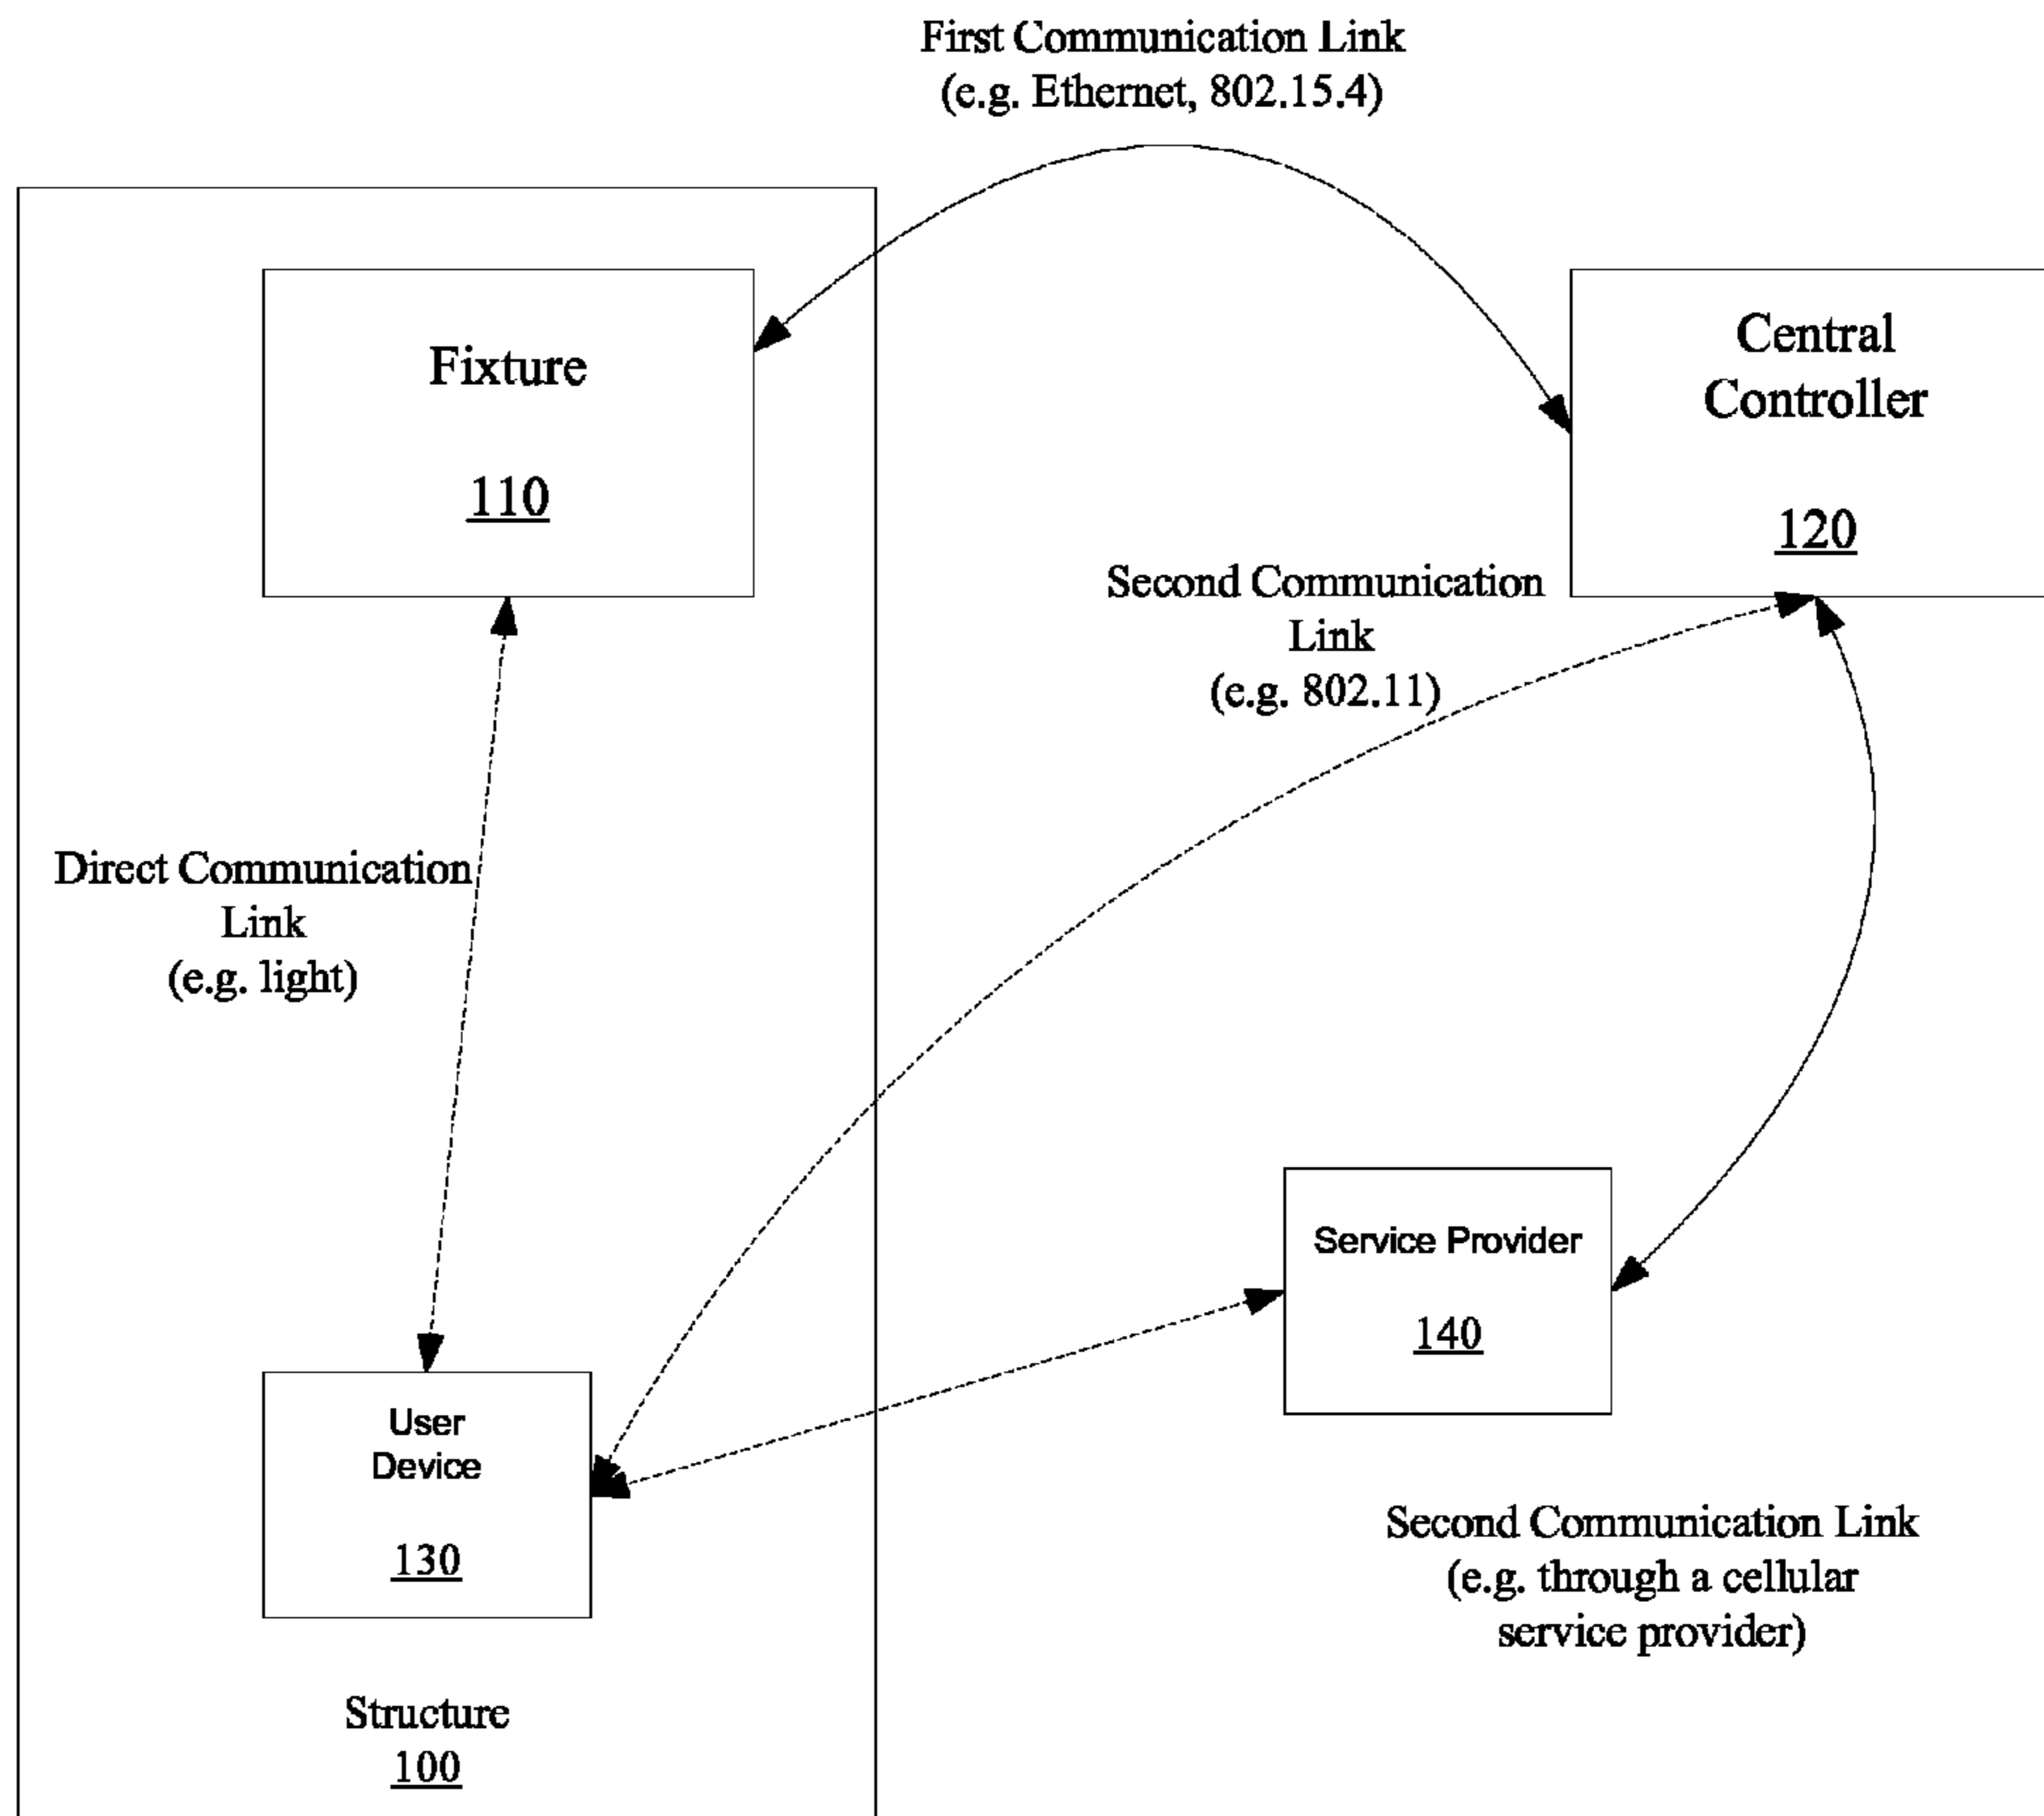 First Communication Link
(e.g. Ethernet, 802.15.4)
Fixture
110
Central
Controller
120
Second Communication
Link
(e.g. 802.11)
Direct Communication
Link
(e.g. light)
Service Provider
140
User
Device
130
Second Communication Link
(e.g. through a cellular
service provider)
Structure
100